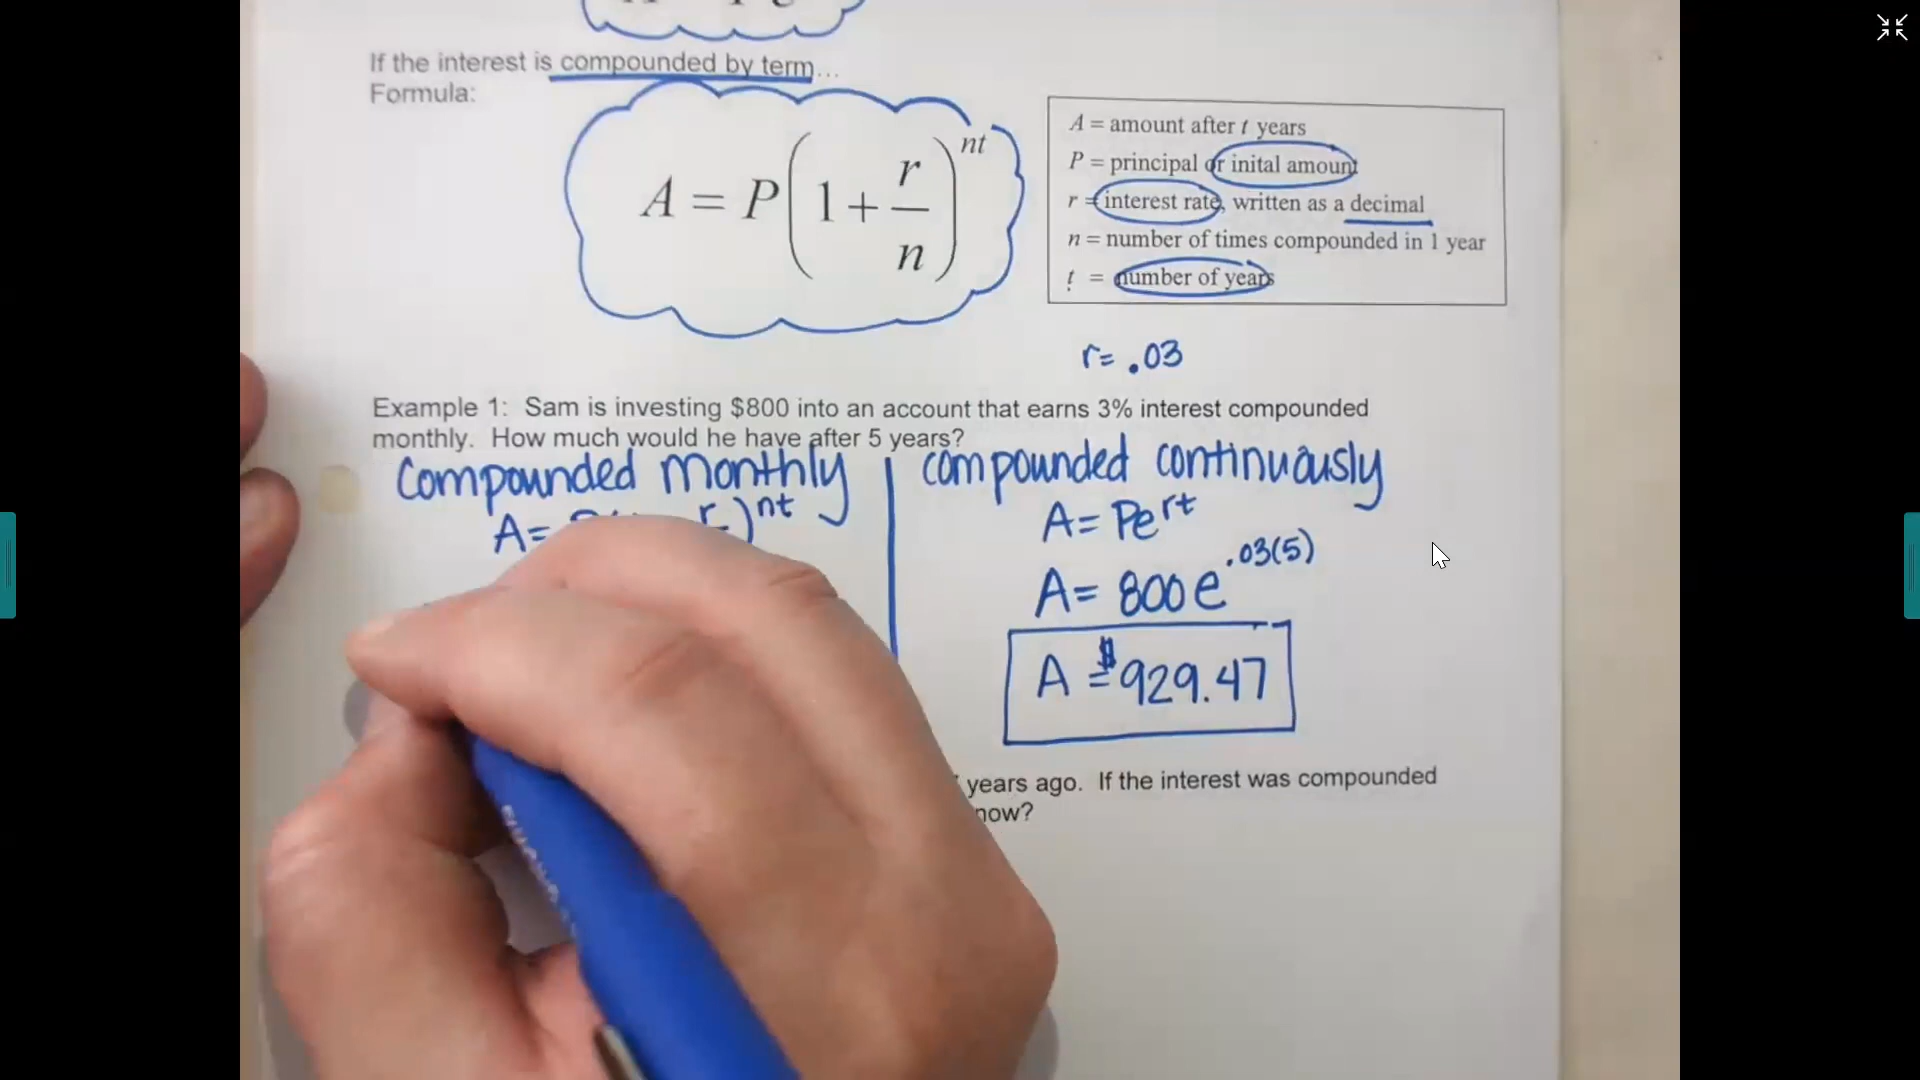 If the interest is compounded by term...
Formula:
A = P(1 + r/n)^nt
A = amount after t years
P = principal or inital amount
r = interest rate, written as a decimal
n = number of times compounded in 1 year
t = number of years
r = .03
Example 1: Sam is investing $800 into an account that earns 3% interest compounded
monthly. How much would he have after 5 years?
Compounded Monthly
A= r )^nt
compounded continuously
A = Pe^rt
A = 800e^.03(5)
A = $929.47
years ago. If the interest was compounded
now?